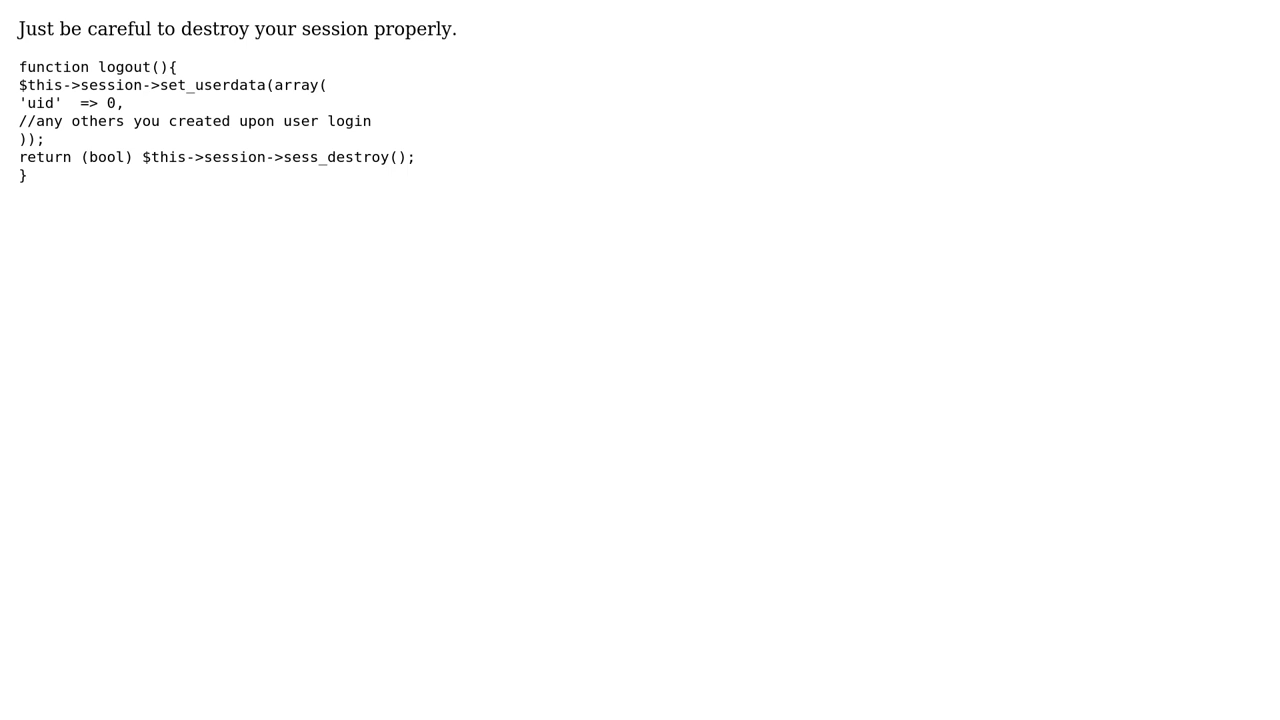 Just be careful to destroy your session properly.
function logout(){
$this->session->set_userdata(array(
'uid'  => 0,
//any others you created upon user login
));
return (bool) $this->session->sess_destroy();
}